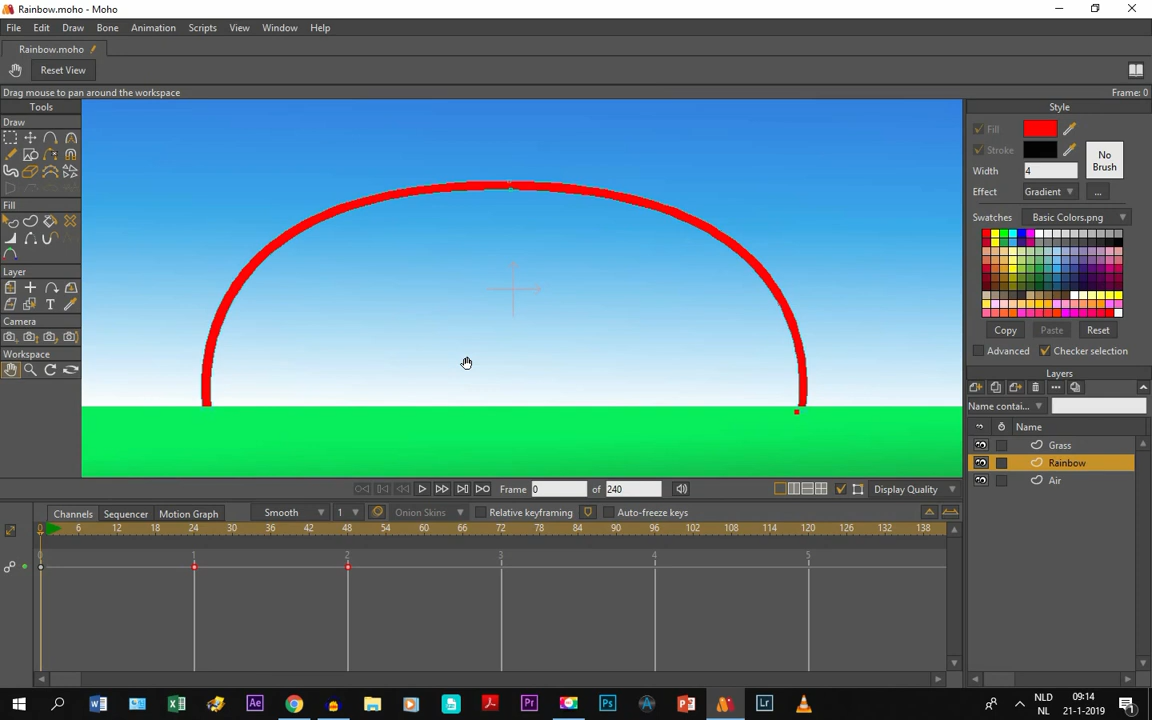 Rainbow.moho - Moho
File Edit Draw Bone Animation Scripts View Window Help
Rainbow.moho
Reset View
Drag mouse to pan around the workspace Frame: 0
Tools Style
Draw
Fill
Stroke
No
Brush
Width 4
Effect Gradient ...
Fill
Swatches Basic Colors.png
Layer
Camera
Copy Paste Reset
Workspace
Advanced Checker selection
Layers
Name contai...
Name
Grass
Rainbow
Air
Frame 0 of 240 Display Quality
Channels Sequencer Motion Graph Smooth 1 Onion Skins Relative keyframing Auto-freeze keys
0 6 12 18 24 30 36 42 48 54 60 66 72 78 84 90 96 102 108 114 120 126 132 138
0 1 2 3 4 5
NLD 09:14
NL 21-1-2019
1